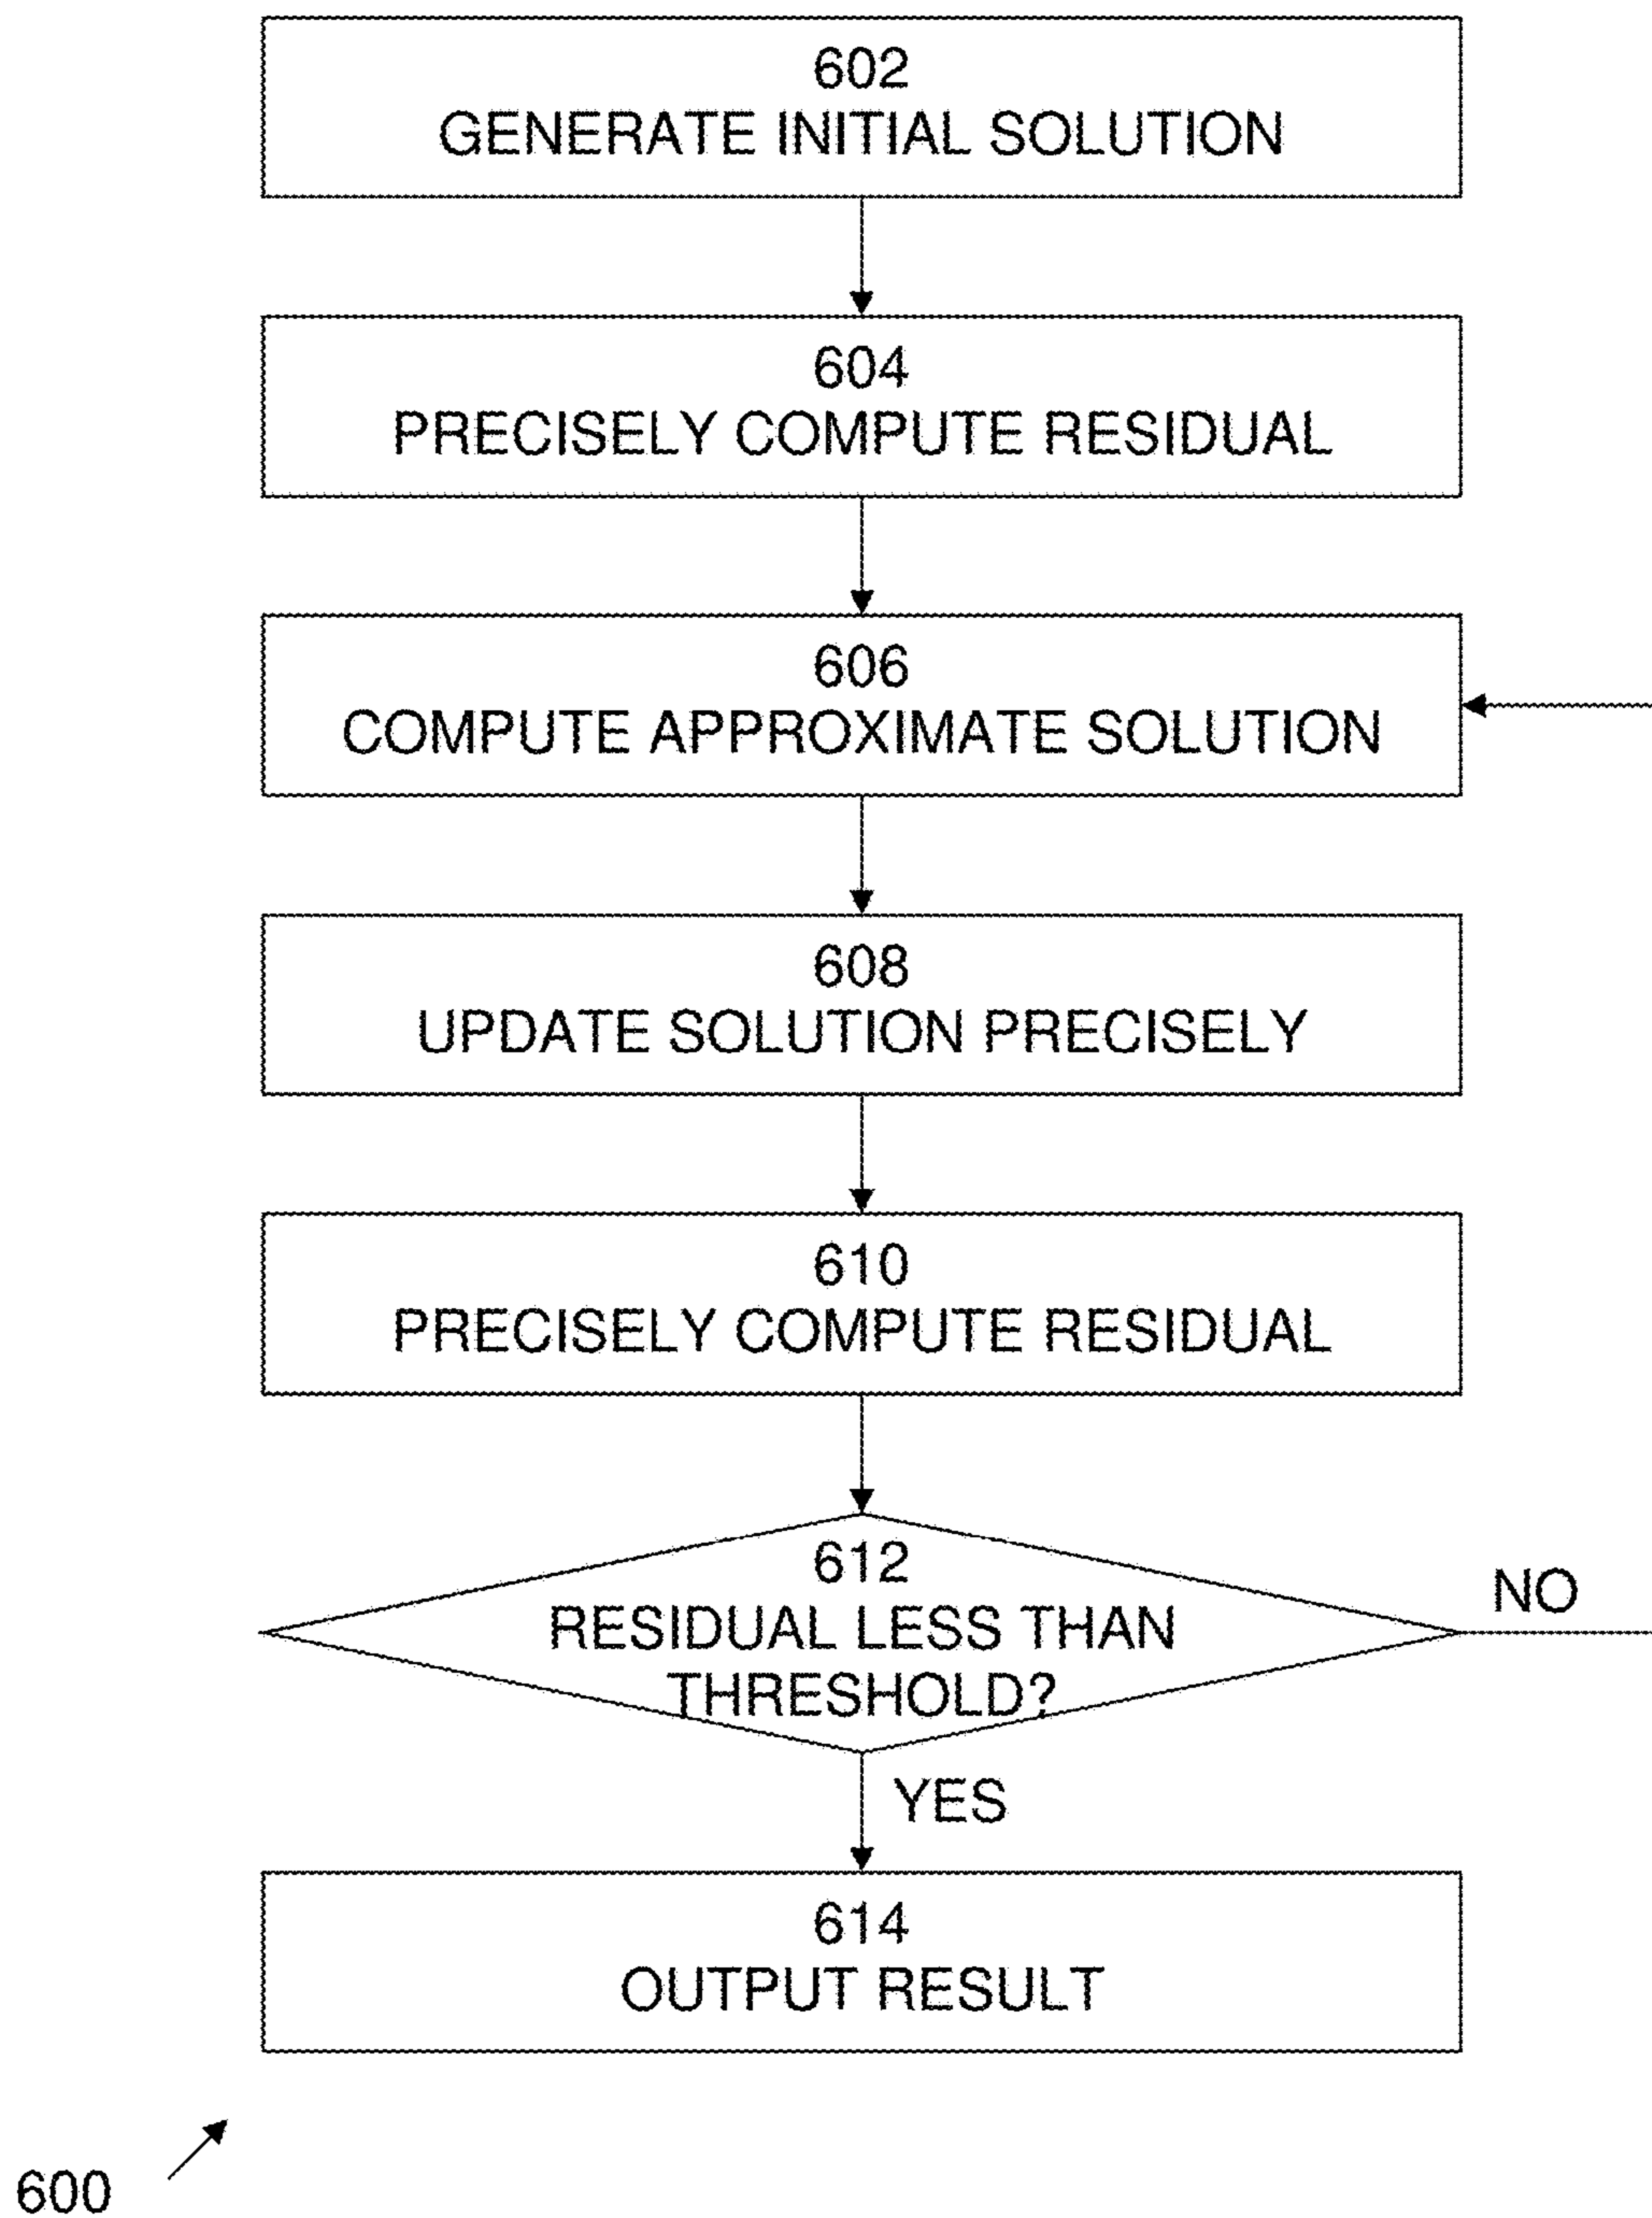 602
GENERATE INITIAL SOLUTION
604
PRECISELY COMPUTE RESIDUAL
606
COMPUTE APPROXIMATE SOLUTION
608
UPDATE SOLUTION PRECISELY
610
PRECISELY COMPUTE RESIDUAL
612
RESIDUAL LESS THAN
THRESHOLD?
NO
YES
614
OUTPUT RESULT
600